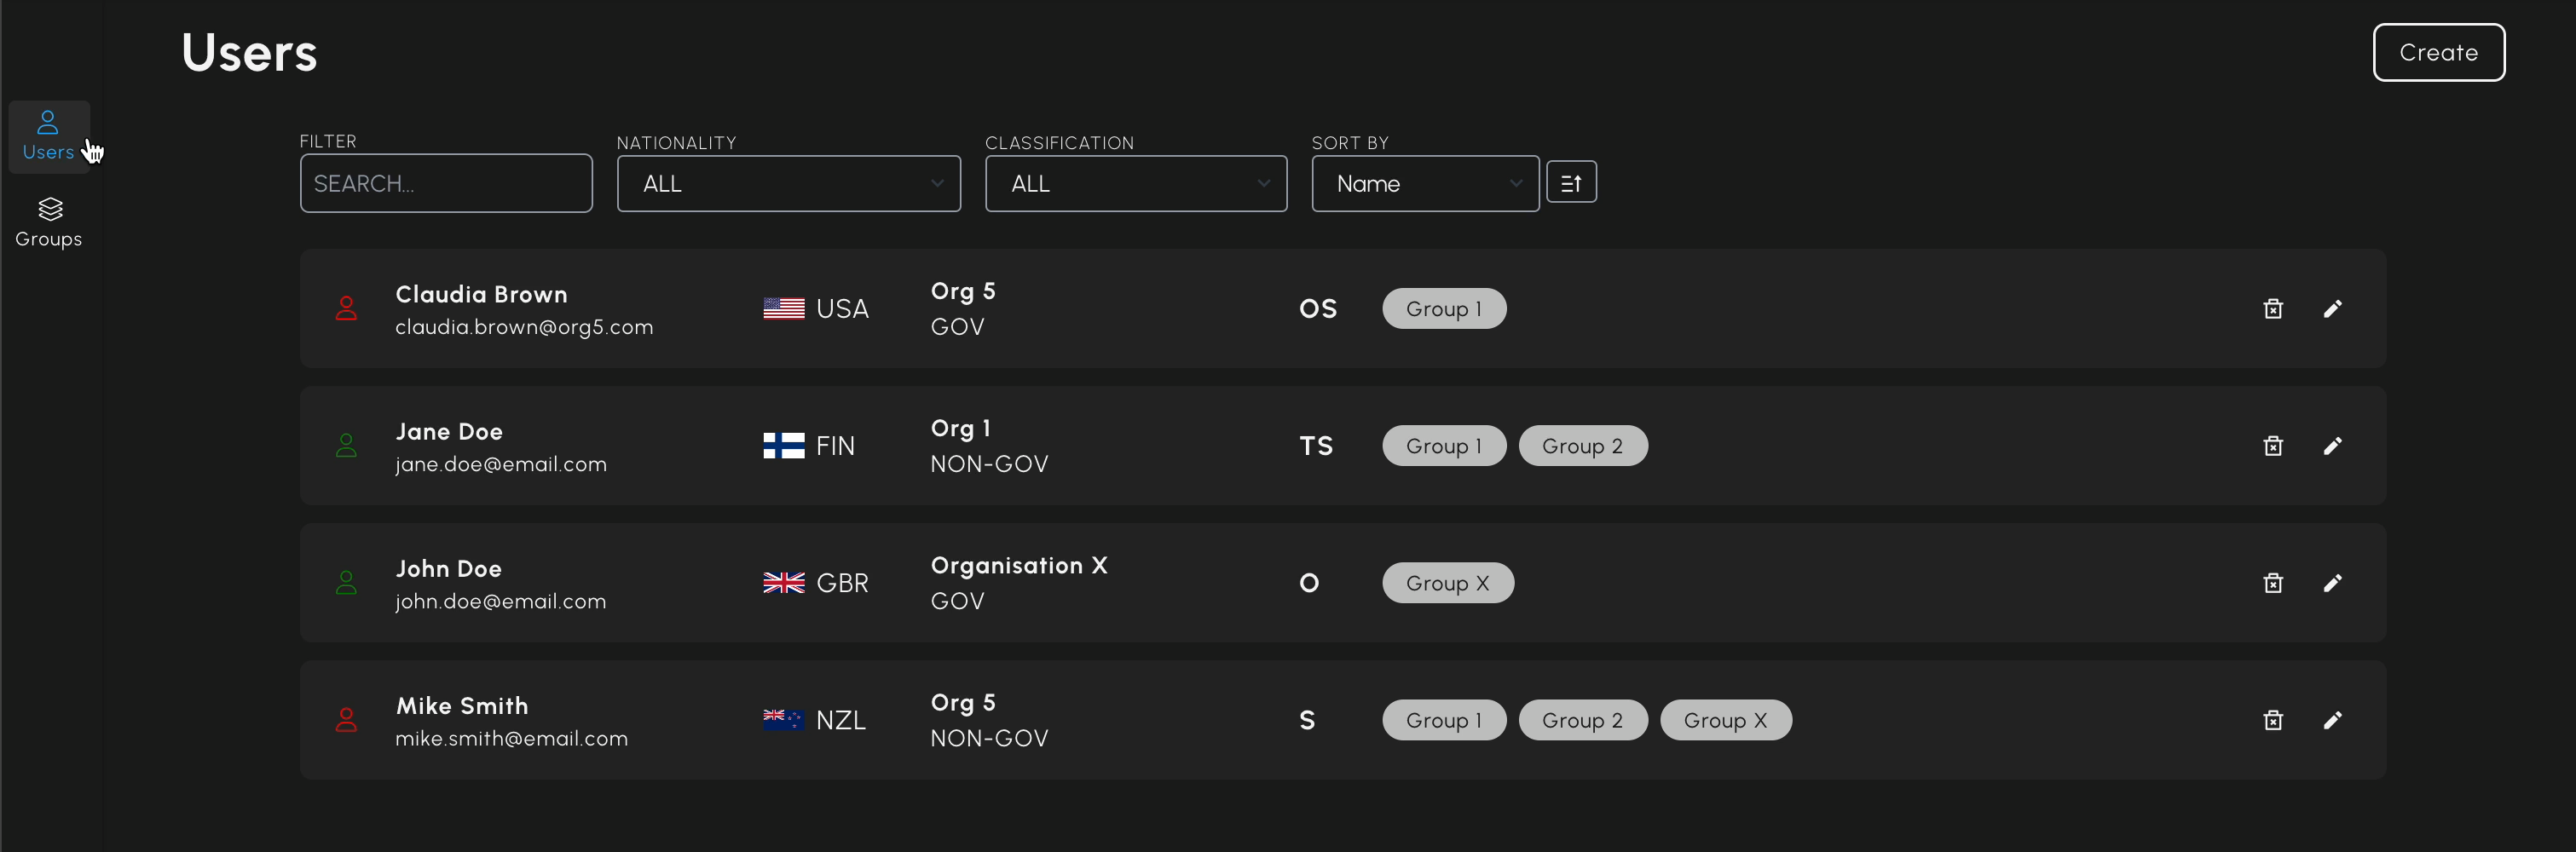 Users
Create
Users
Groups
FILTER
NATIONALITY
CLASSIFICATION
SORT BY
SEARCH...
ALL
ALL
Name
Claudia Brown
claudia.brown@org5.com
USA
Org 5
GOV
OS
Group 1
Jane Doe
jane.doe@email.com
FIN
Org 1
NON-GOV
TS
Group 1
Group 2
John Doe
john.doe@email.com
GBR
Organisation X
GOV
O
Group X
Mike Smith
mike.smith@email.com
NZL
Org 5
NON-GOV
S
Group 1
Group 2
Group X